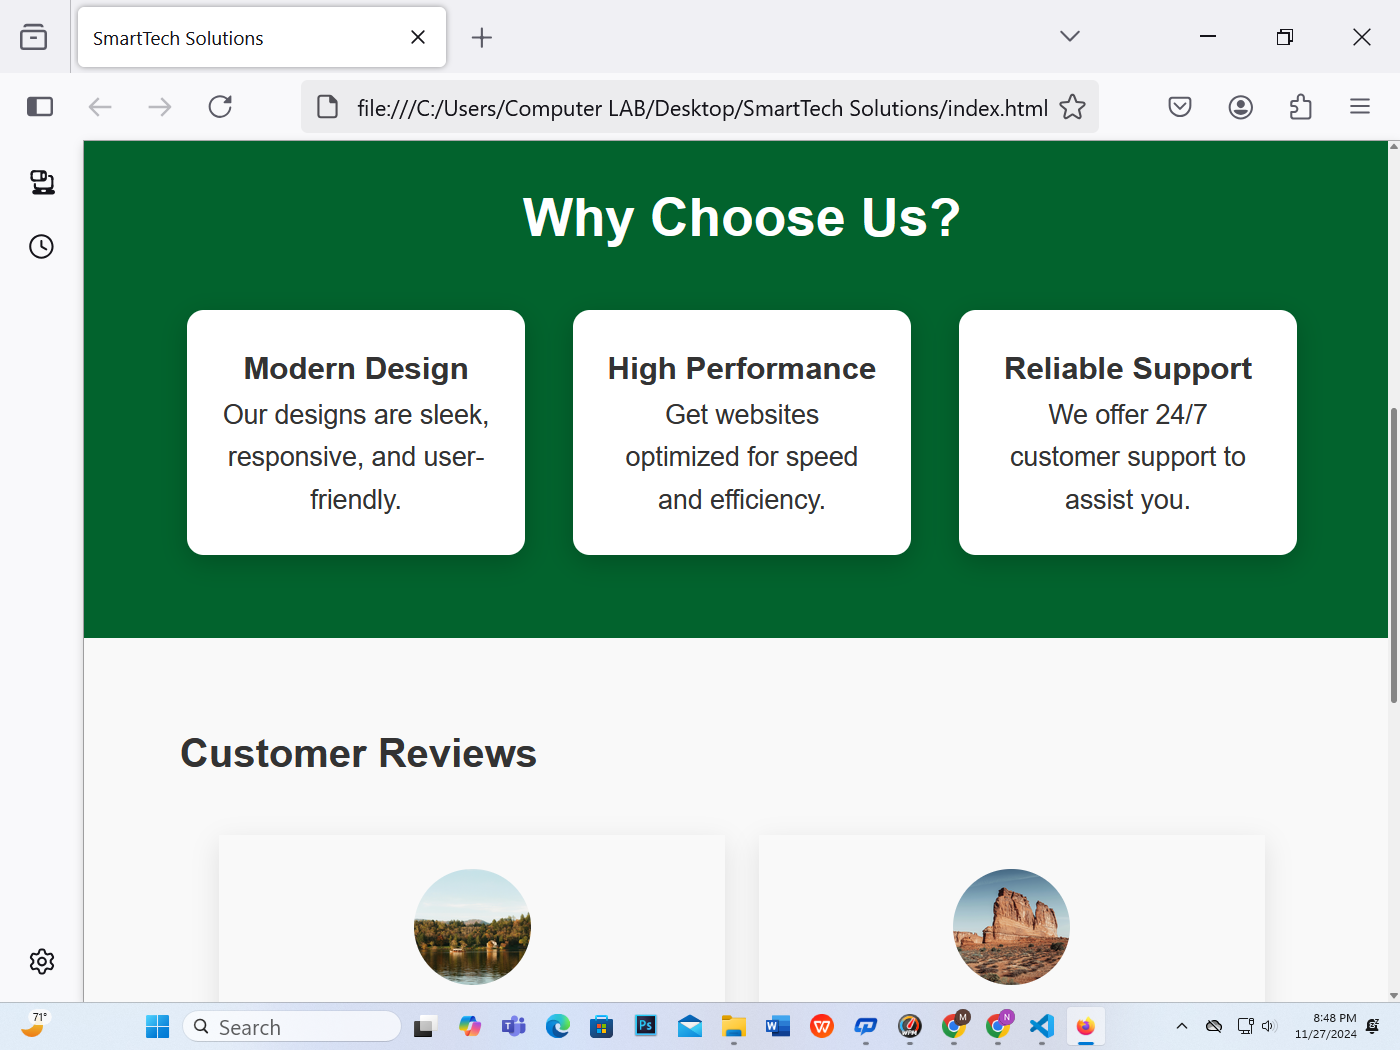 SmartTech Solutions
file:///C:/Users/Computer LAB/Desktop/SmartTech Solutions/index.html
Why Choose Us?
Modern Design
Our designs are sleek,
responsive, and user-
friendly.
High Performance
Get websites
optimized for speed
and efficiency.
Reliable Support
We offer 24/7
customer support to
assist you.
Customer Reviews
71°
Search
Ps
W
WFM
M
N
8:48 PM
11/27/2024